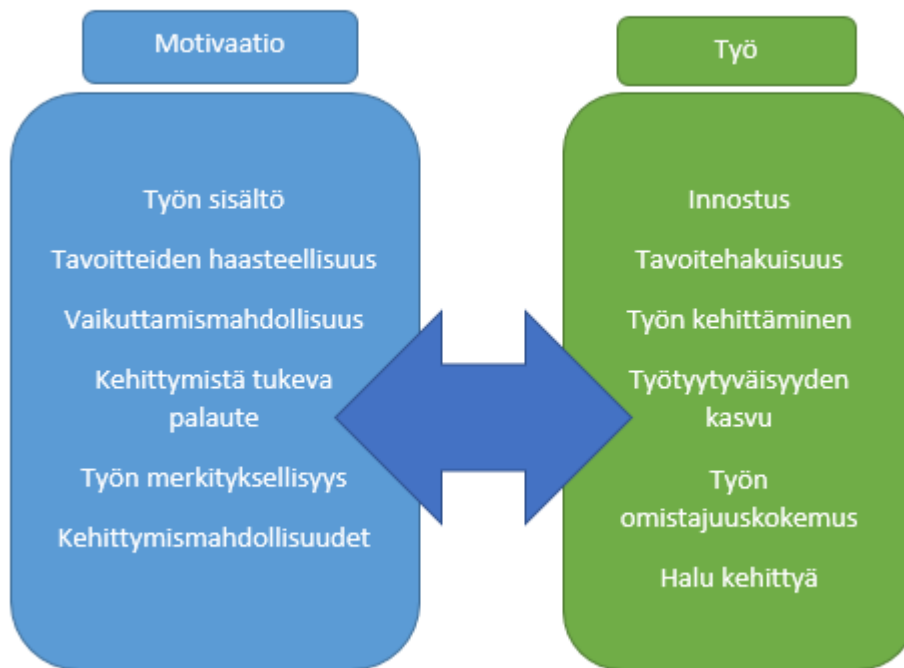 Motivaatio
Työn sisältö
Tavoitteiden haasteellisuus
Vaikuttamismahdollisuus
Kehittymistä tukeva
palaute
Työn merkityksellisyys
Kehittymismahdollisuudet
Työ
Innostus
Tavoitehakuisuus
Työn kehittäminen
Työtyytyväisyyden
kasvu
Työn
omistajuuskokemus
Halu kehittyä